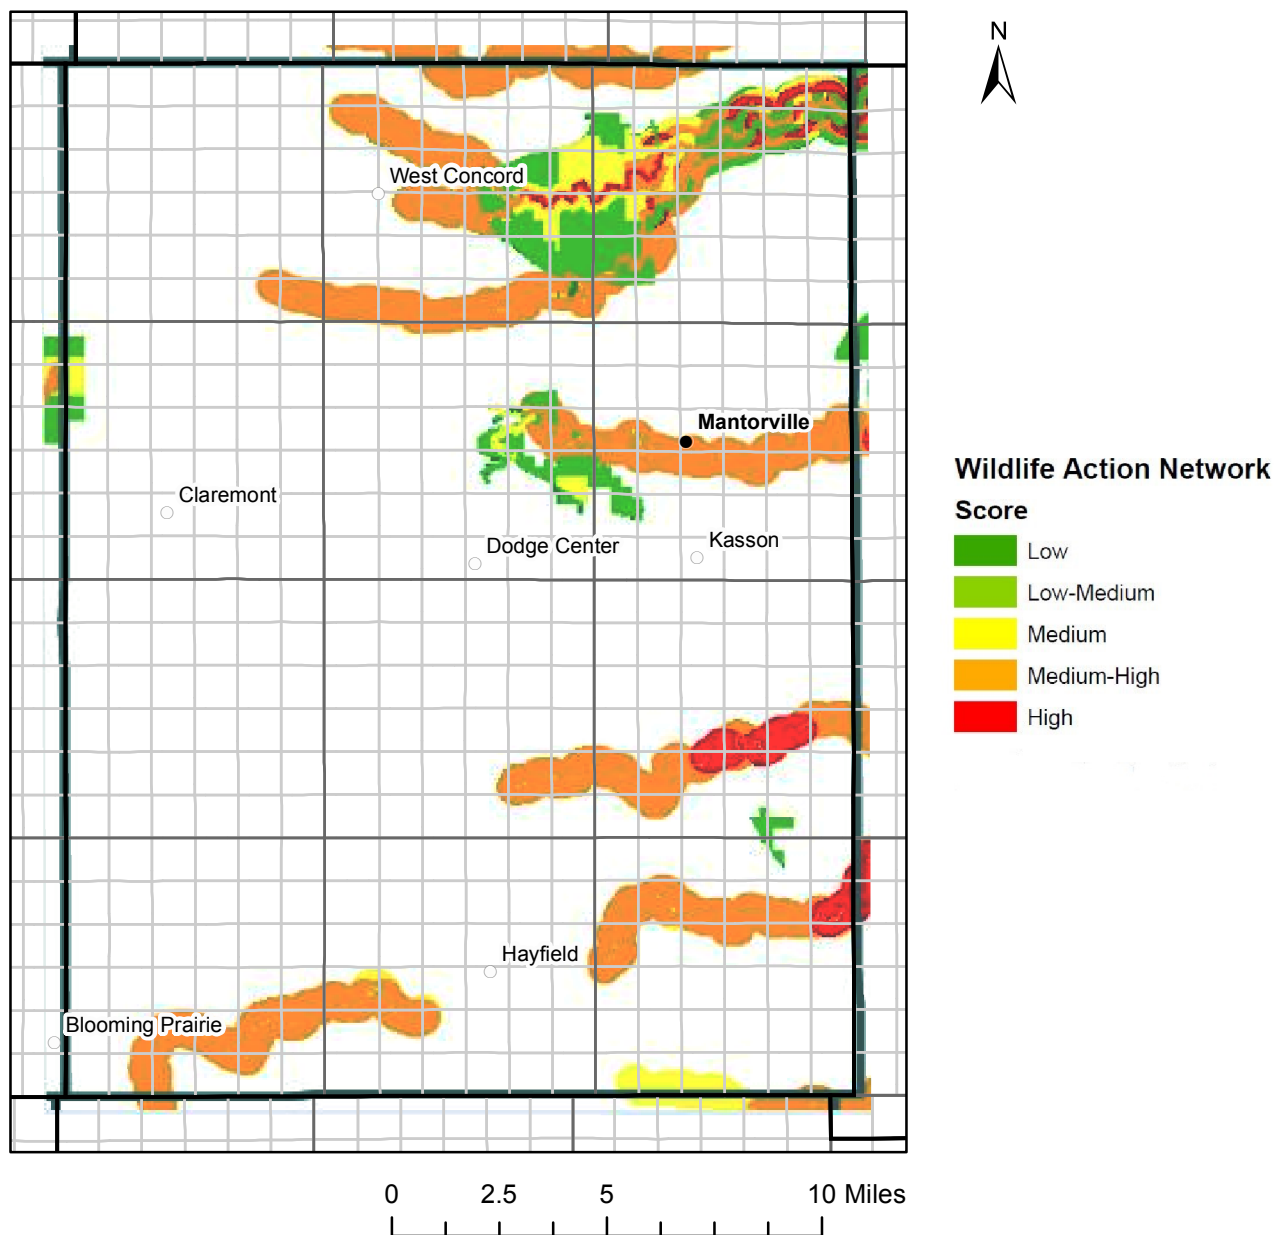 N
West Concord
Mantorville
Claremont
Dodge Center
Kasson
Hayfield
Blooming Prairie
Wildlife Action Network
Score
Low
Low-Medium
Medium
Medium-High
High
0 2.5 5 10 Miles